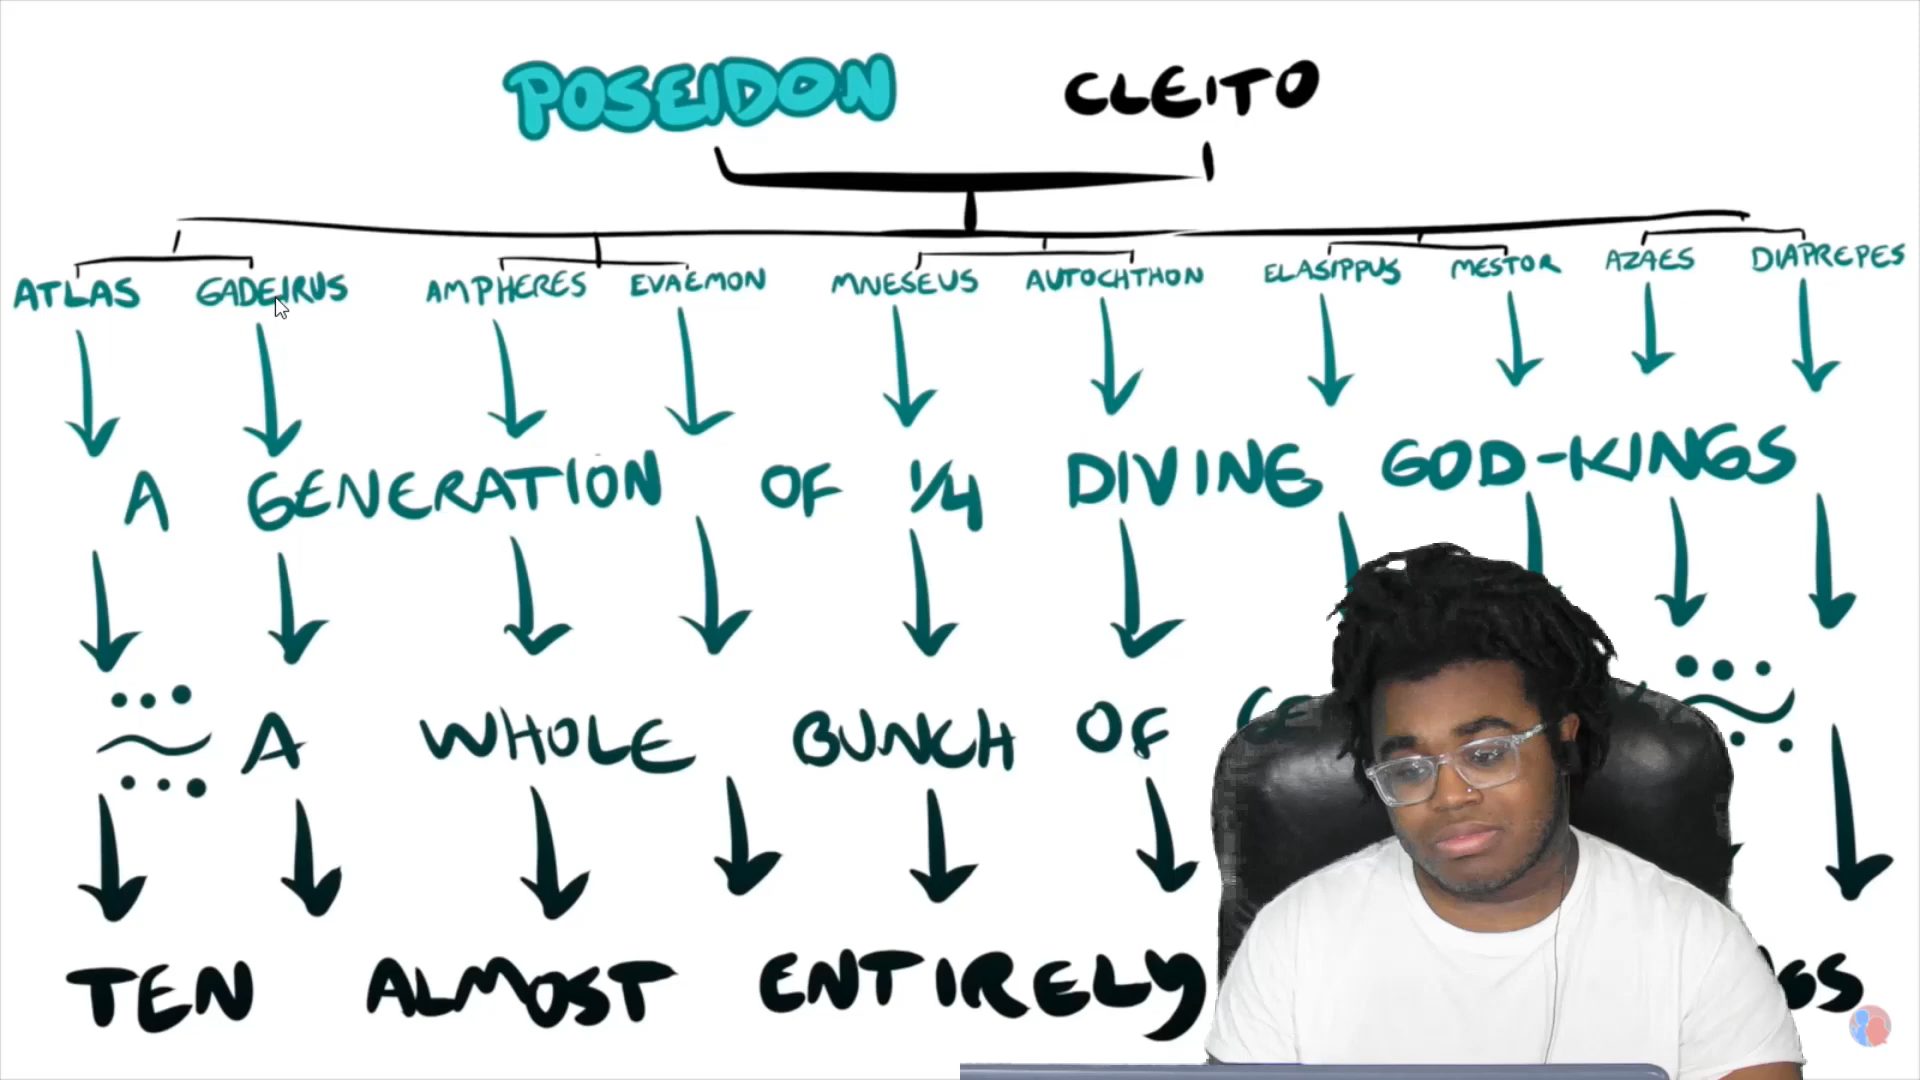 POSEIDON CLEITO
ATLAS GADEIRUS AMPHERES EVAEMON MNESEUS AUTOCHTHON ELASIPPUS MESTOR AZAES DIAPREPES
A GENERATION OF 1/4 DIVINE GOD-KINGS
A WHOLE BUNCH OF
TEN ALMOST ENTIRELY